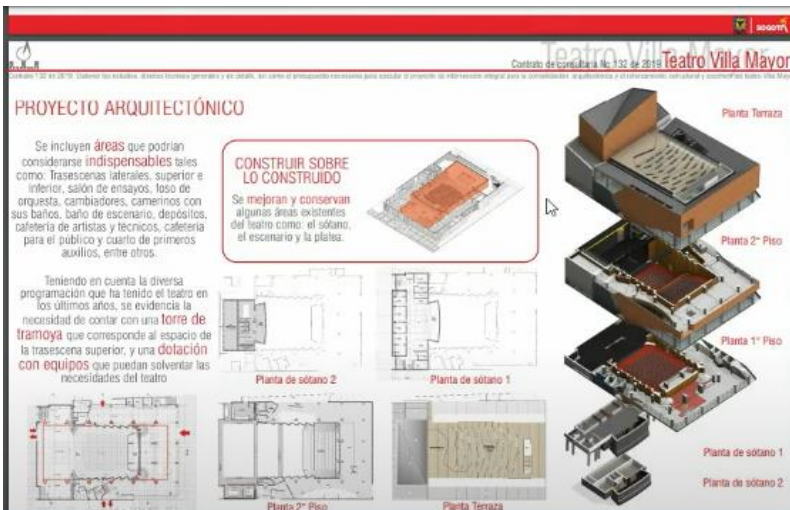 BOGOTÁ
Teatro Villa Mayor
Contrato de consultoría No 132 de 2019 Teatro Villa Mayor
PROYECTO ARQUITECTÓNICO
Se incluyen áreas que podrían
considerarse indispensables tales
como: Trasescenas laterales, superior e
inferior, salón de ensayos, foso de
orquesta, cambiadores, camerinos con
sus baños, baño de escenario, depósitos,
cafetería de artistas y técnicos, cafetería
para el público y cuarto de primeros
auxilios, entre otros.
Teniendo en cuenta la diversa
programación que ha tenido el teatro en
los últimos años, se evidencia la
necesidad de contar con una torre de
tramoya que corresponde al espacio de
la trasescena superior, y una dotación
con equipos que puedan solventar las
necesidades del teatro
CONSTRUIR SOBRE
LO CONSTRUIDO
Se mejoran y conservan
algunas áreas existentes
del teatro como: el sótano,
el escenario y la platea.
Planta de sótano 2
Planta de sótano 1
Planta 2° Piso
Planta Terraza
Planta Terraza
Planta 2° Piso
Planta 1° Piso
Planta de sótano 1
Planta de sótano 2